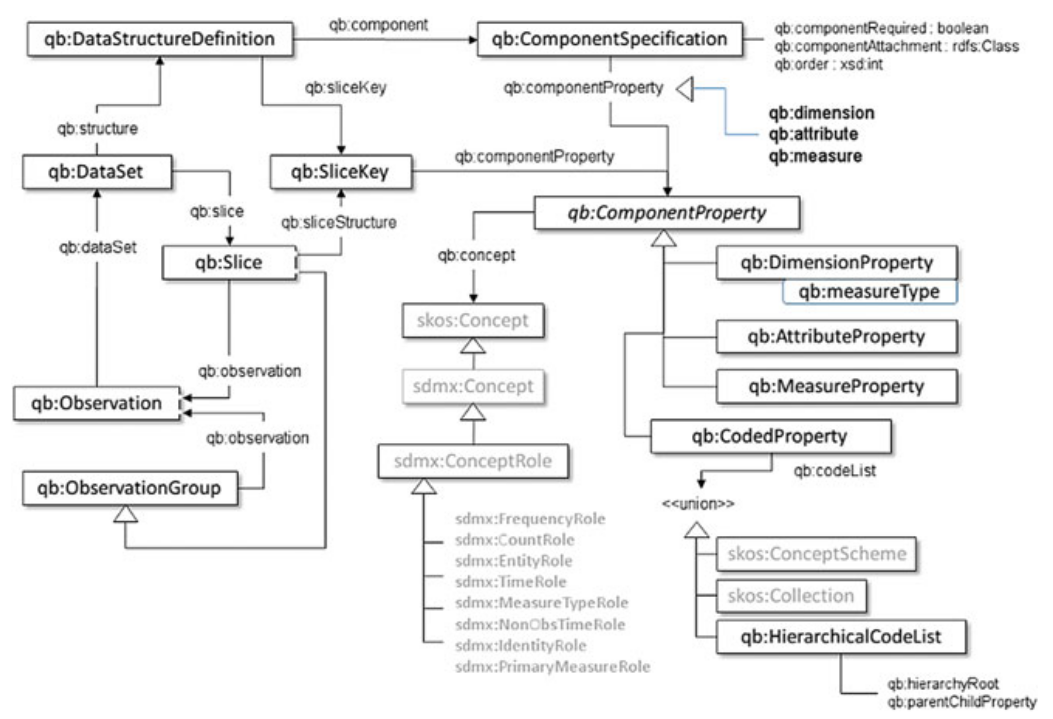 qb:DataStructureDefinition
qb:component
qb:ComponentSpecification
qb:componentRequired : boolean
qb:componentAttachment : rdfs:Class
qb:order : xsd:int
qb:sliceKey
qb:componentProperty
qb:dimension
qb:attribute
qb:measure
qb:structure
qb:DataSet
qb:SliceKey
qb:componentProperty
qb:slice
qb:sliceStructure
qb:ComponentProperty
qb:dataSet
qb:concept
qb:Slice
qb:DimensionProperty
qb:measureType
skos:Concept
qb:AttributeProperty
qb:observation
sdmx:Concept
qb:MeasureProperty
qb:Observation
qb:observation
qb:CodedProperty
sdmx:ConceptRole
qb:codeList
qb:ObservationGroup
<<union>>
sdmx:FrequencyRole
sdmx:CountRole
sdmx:EntityRole
sdmx:TimeRole
sdmx:MeasureTypeRole
sdmx:NonObsTimeRole
sdmx:IdentityRole
sdmx:PrimaryMeasureRole
skos:ConceptScheme
skos:Collection
qb:HierarchicalCodeList
qb:hierarchyRoot
qb:parentChildProperty